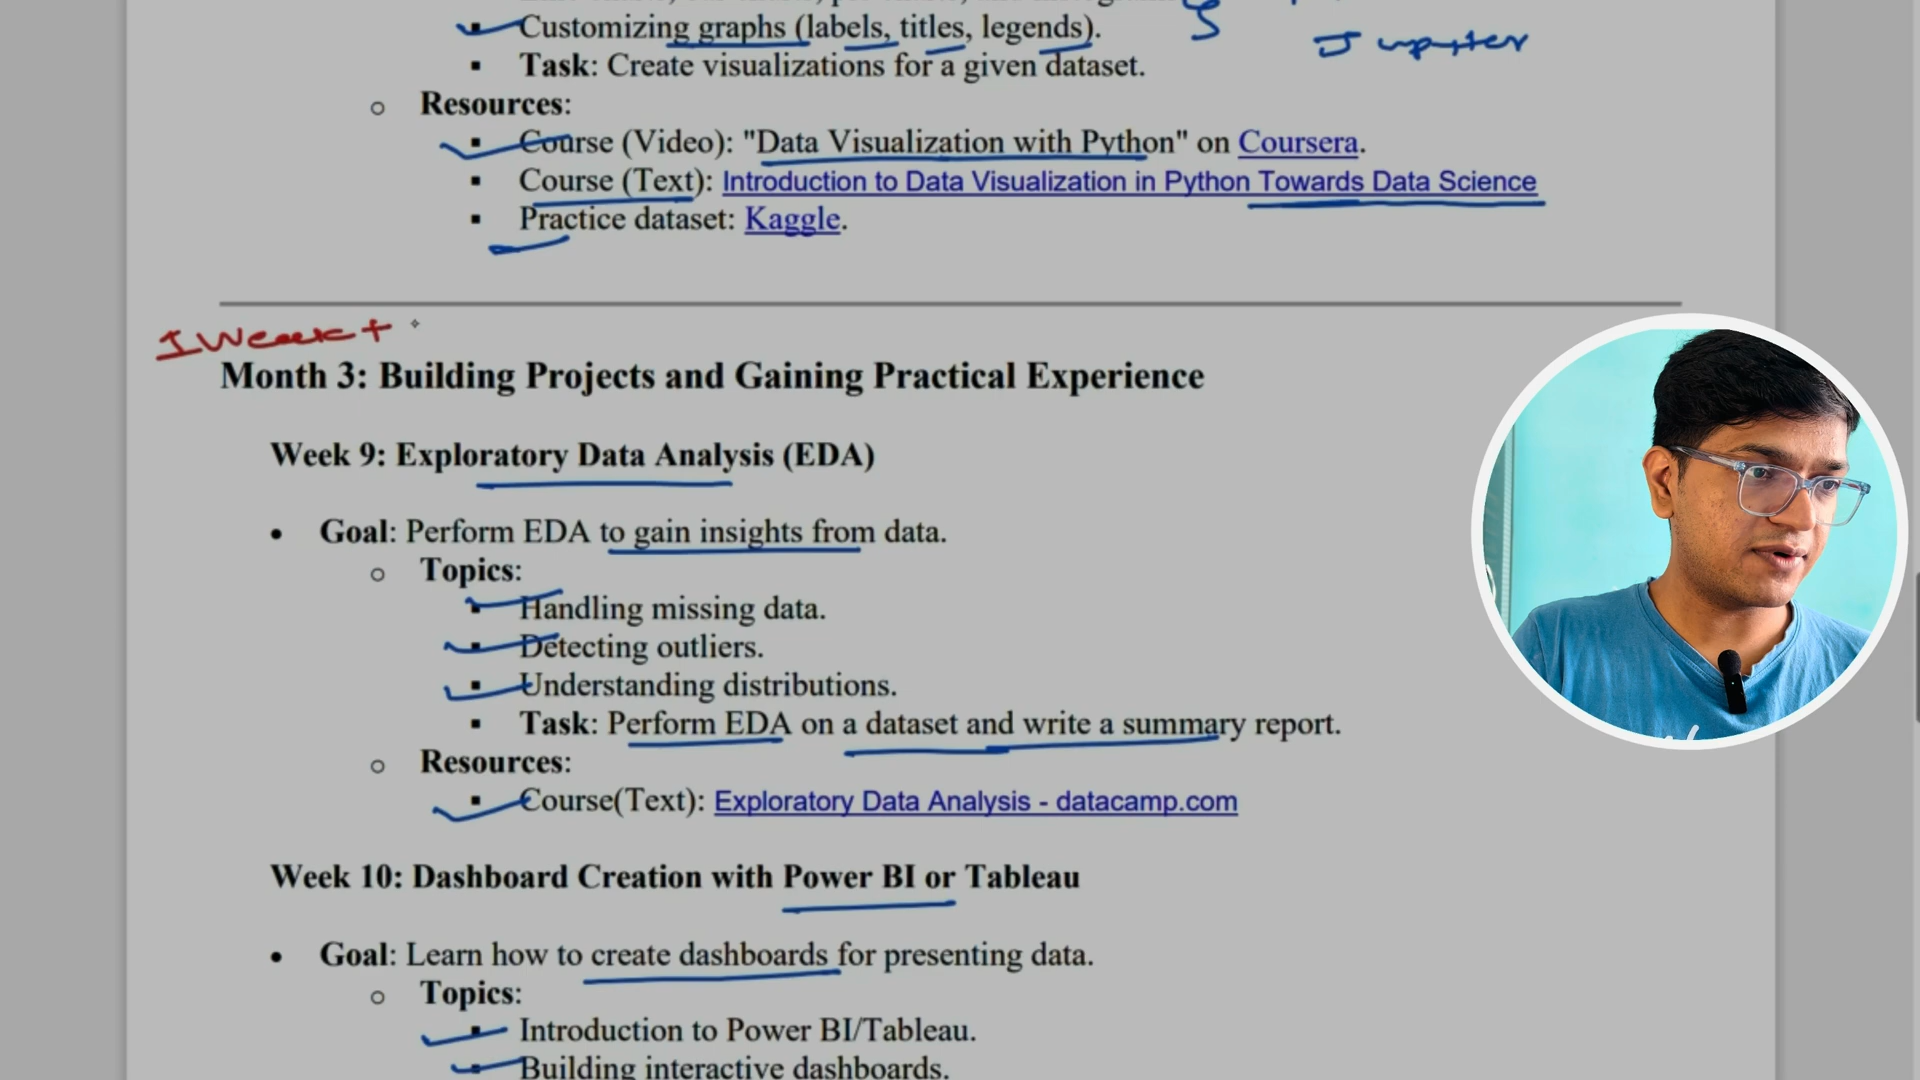 Customizing graphs (labels, titles, legends).
Jupyter
Task: Create visualizations for a given dataset.
Resources:
Course (Video): "Data Visualization with Python" on Coursera.
Course (Text): Introduction to Data Visualization in Python Towards Data Science
Practice dataset: Kaggle.
1 Week +
Month 3: Building Projects and Gaining Practical Experience
Week 9: Exploratory Data Analysis (EDA)
Goal: Perform EDA to gain insights from data.
Topics:
Handling missing data.
Detecting outliers.
Understanding distributions.
Task: Perform EDA on a dataset and write a summary report.
Resources:
Course(Text): Exploratory Data Analysis - datacamp.com
Week 10: Dashboard Creation with Power BI or Tableau
Goal: Learn how to create dashboards for presenting data.
Topics:
Introduction to Power BI/Tableau.
Building interactive dashboards.